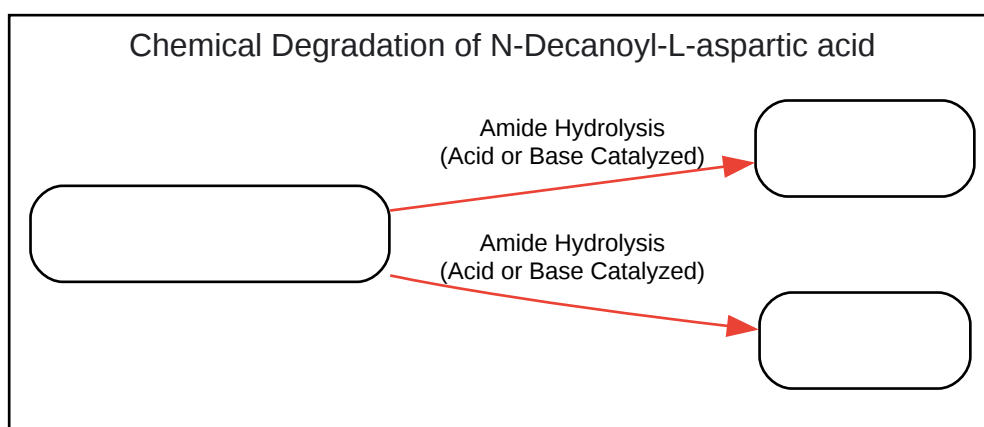 Chemical Degradation of N-Decanoyl-L-aspartic acid
Amide Hydrolysis
(Acid or Base Catalyzed)
Amide Hydrolysis
(Acid or Base Catalyzed)